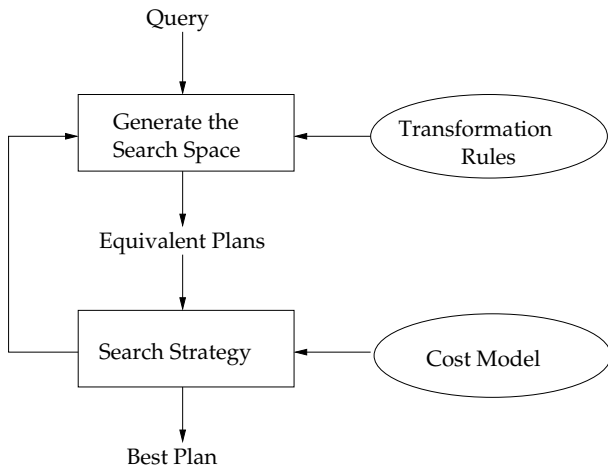 Query
Generate the
Search Space
Transformation
Rules
Equivalent Plans
Search Strategy
Cost Model
Best Plan